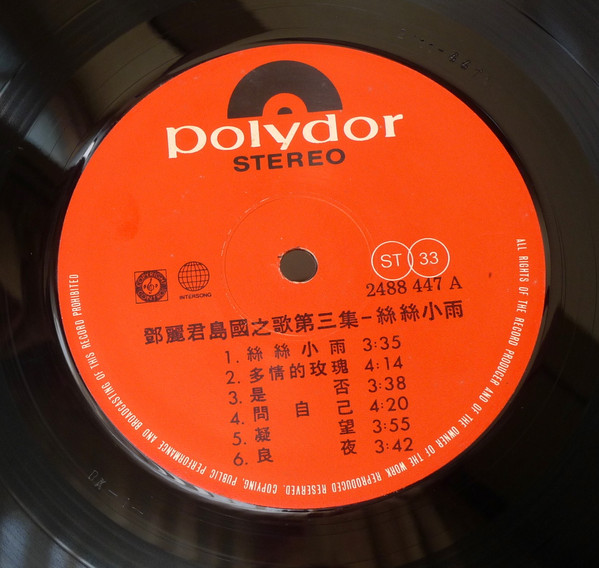 polydor
STEREO
ST 33
INTERSONG
2488 447 A
鄧麗君島國之歌第三集-絲絲小雨
1. 絲絲小雨 3:35
2. 多情的玫瑰 4:14
3. 是否 3:38
4. 問自己 4:20
5. 凝望 3:55
6. 良夜 3:42
ALL RIGHTS OF THE RECORD PRODUCER AND OF THE OWNER OF THE WORK REPRODUCED RESERVED. COPYING, PUBLIC PERFORMANCE AND BROADCASTING OF THIS RECORD PROHIBITED